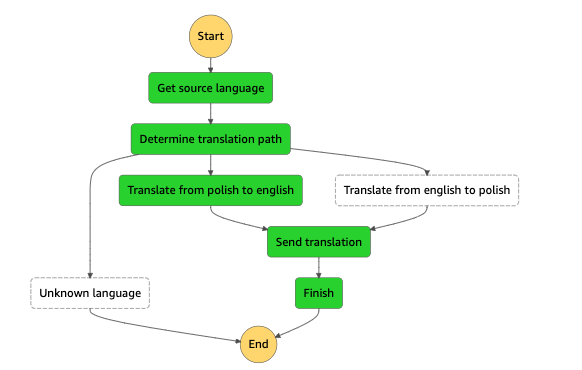 Start
Get source language
Determine translation path
Translate from polish to english
Translate from english to polish
Send translation
Unknown language
Finish
End